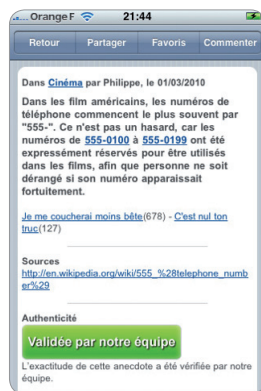 Orange F 21:44
Retour Partager Favoris Commenter
Dans Cinéma par Philippe, le 01/03/2010
Dans les film américains, les numéros de
téléphone commencent le plus souvent par
"555-". Ce n'est pas un hasard, car les
numéros de 555-0100 à 555-0199 ont été
expressément réservés pour être utilisés
dans les films, afin que personne ne soit
dérangé si son numéro apparaissait
fortuitement.
Je me coucherai moins bête(678) - C'est nul ton
truc(127)
Sources
http://en.wikipedia.org/wiki/555_%28telephone_numb
er%29
Authenticité
Validée par notre équipe
L'exactitude de cette anecdote a été vérifiée par notre
équipe.